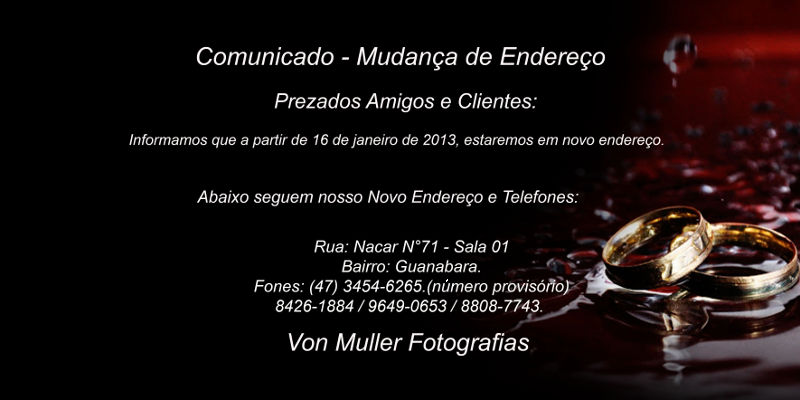 Comunicado - Mudança de Endereço
Prezados Amigos e Clientes:
Informamos que a partir de 16 de janeiro de 2013, estaremos em novo endereço.
Abaixo seguem nosso Novo Endereço e Telefones:
Rua: Nacar N°71 - Sala 01
Bairro: Guanabara.
Fones: (47) 3454-6265.(número provisório)
8426-1884 / 9649-0653 / 8808-7743.
Von Muller Fotografias